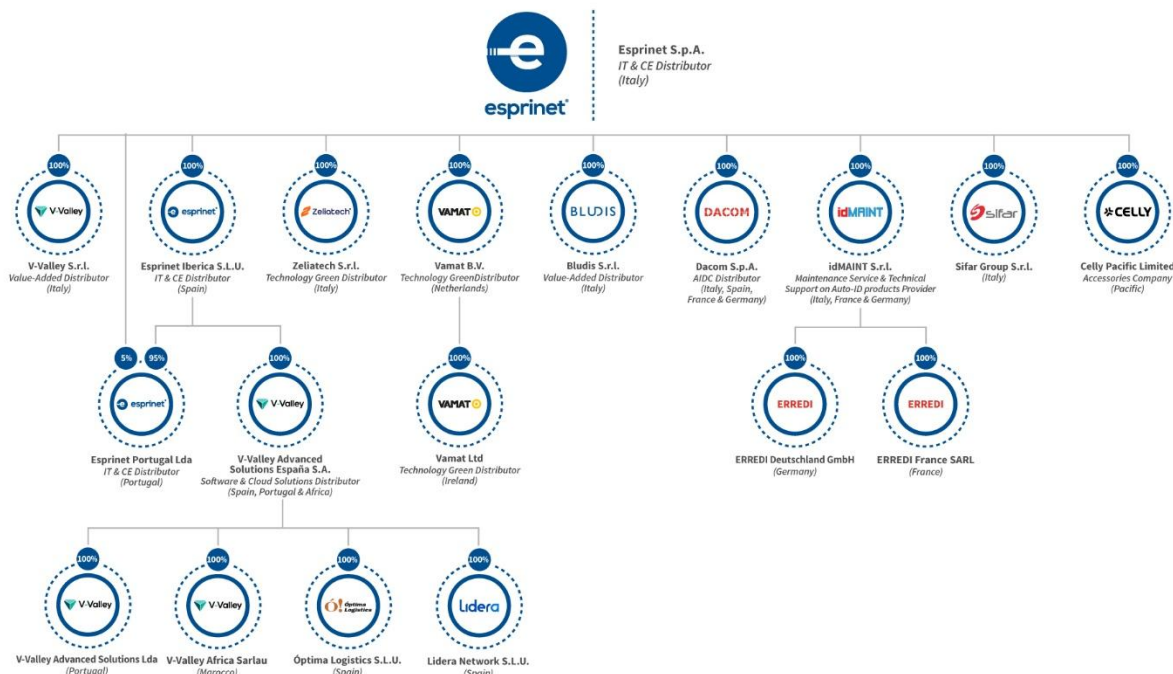 e
esprinet®
Esprinet S.p.A.
IT & CE Distributor
(Italy)
100%
100%
100%
100%
100%
100%
100%
100%
100%
V-Valley
esprinet
Zeliatech®
VAMAT
BLUDIS
DACOM
idMAINT
sifar
CELLY
V-Valley S.r.l.
Value-Added Distributor
(Italy)
Esprinet Iberica S.L.U.
IT & CE Distributor
(Spain)
Zeliatech S.r.l.
Technology Green Distributor
(Italy)
Vamat B.V.
Technology GreenDistributor
(Netherlands)
Bludis S.r.l.
Value-Added Distributor
(Italy)
Dacom S.p.A.
AIDC Distributor
(Italy, Spain,
France & Germany)
idMAINT S.r.l.
Maintenance Service & Technical
Support on Auto-ID products Provider
(Italy, France & Germany)
Sifar Group S.r.l.
(Italy)
Celly Pacific Limited
Accessories Company
(Pacific)
5%
95%
100%
100%
100%
100%
esprinet
V-Valley
VAMAT
ERREDI
ERREDI
Esprinet Portugal Lda
IT & CE Distributor
(Portugal)
V-Valley Advanced
Solutions España S.A.
Software & Cloud Solutions Distributor
(Spain, Portugal & Africa)
Vamat Ltd
Technology Green Distributor
(Ireland)
ERREDI Deutschland GmbH
(Germany)
ERREDI France SARL
(France)
100%
100%
100%
100%
V-Valley
V-Valley
Ó! Óptima
Logistics
Lidera
V-Valley Advanced Solutions Lda
(Portugal)
V-Valley Africa Sarlau
(Marocco)
Óptima Logistics S.L.U.
(Spain)
Lidera Network S.L.U.
(Spain)